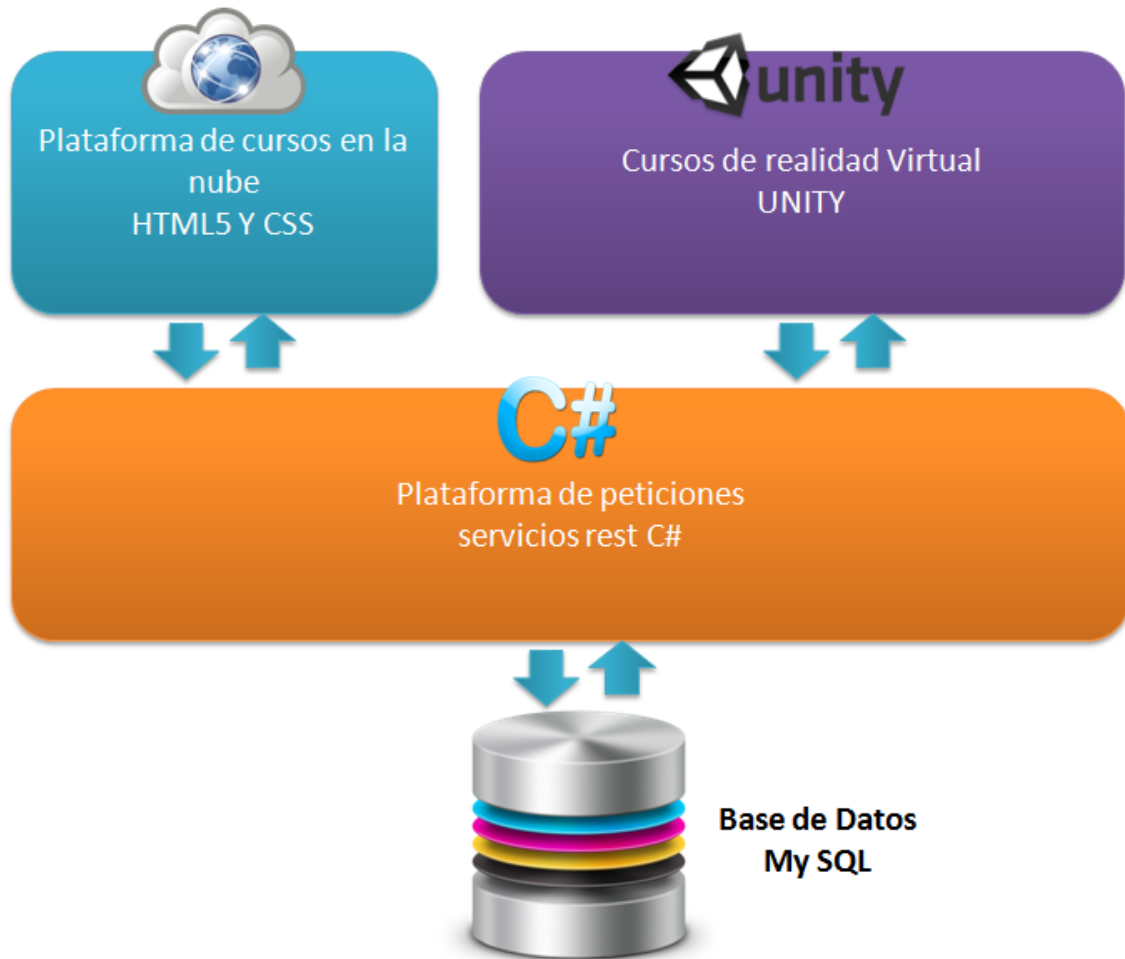 Plataforma de cursos en la
nube
HTML5 Y CSS
unity
Cursos de realidad Virtual
UNITY
C#
Plataforma de peticiones
servicios rest C#
Base de Datos
My SQL